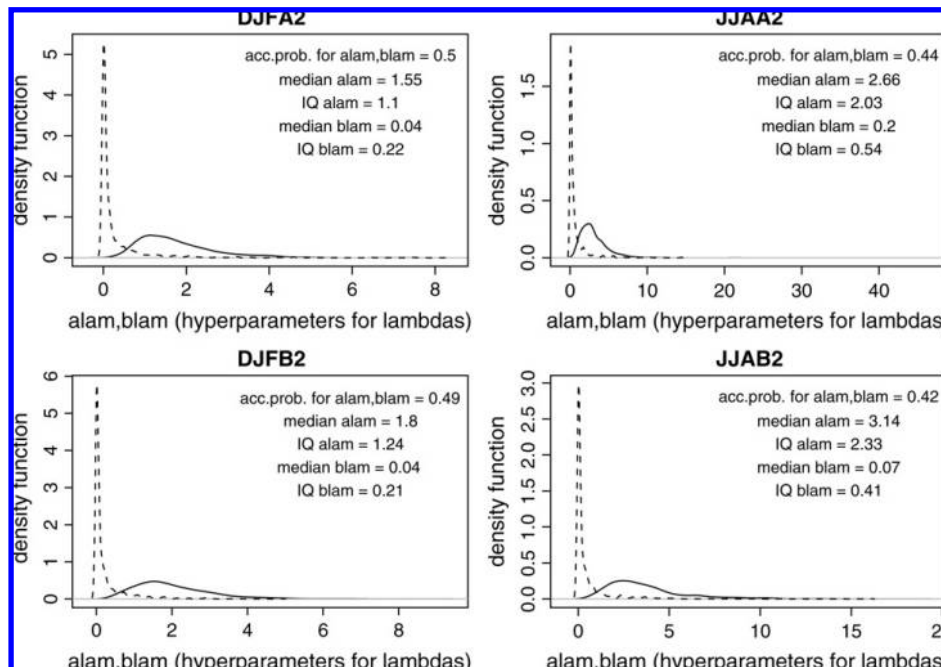 DJFA2
density function
5
4
3
2
1
0
acc.prob. for alam,blam = 0.5
median alam = 1.55
IQ alam = 1.1
median blam = 0.04
IQ blam = 0.22
0 2 4 6 8
alam,blam (hyperparameters for lambdas)
JJAA2
density function
1.5
1.0
0.5
0.0
acc.prob. for alam,blam = 0.44
median alam = 2.66
IQ alam = 2.03
median blam = 0.2
IQ blam = 0.54
0 10 20 30 40
alam,blam (hyperparameters for lambdas)
DJFB2
density function
6
5
4
3
2
1
0
acc.prob. for alam,blam = 0.49
median alam = 1.8
IQ alam = 1.24
median blam = 0.04
IQ blam = 0.21
0 2 4 6 8
alam,blam (hyperparameters for lambdas)
JJAB2
density function
3.0
2.5
2.0
1.5
1.0
0.5
0.0
acc.prob. for alam,blam = 0.42
median alam = 3.14
IQ alam = 2.33
median blam = 0.07
IQ blam = 0.41
0 5 10 15
alam,blam (hyperparameters for lambdas)